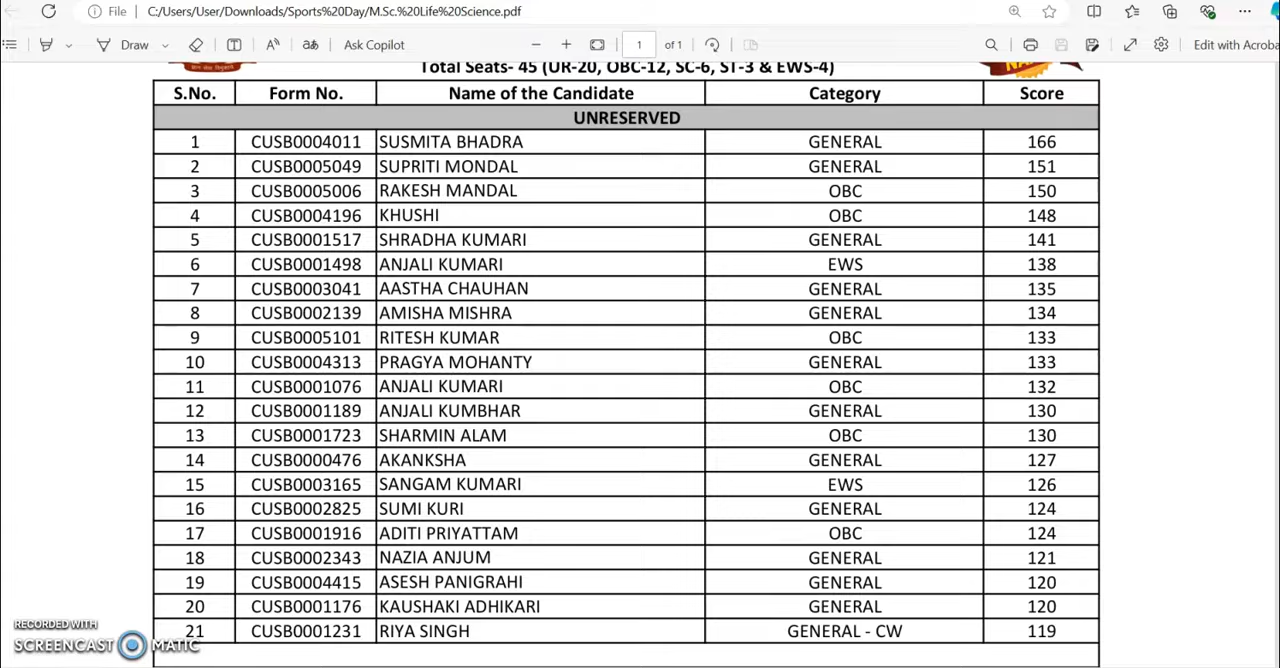 File C:/Users/User/Downloads/Sports%20Day/M.Sc.%20Life%20Science.pdf
Draw Ask Copilot 1 of 1 Edit with Acroba
Total Seats- 45 (UR-20, OBC-12, SC-6, ST-3 & EWS-4)
S.No. Form No. Name of the Candidate Category Score
UNRESERVED
1 CUSB0004011 SUSMITA BHADRA GENERAL 166
2 CUSB0005049 SUPRITI MONDAL GENERAL 151
3 CUSB0005006 RAKESH MANDAL OBC 150
4 CUSB0004196 KHUSHI OBC 148
5 CUSB0001517 SHRADHA KUMARI GENERAL 141
6 CUSB0001498 ANJALI KUMARI EWS 138
7 CUSB0003041 AASTHA CHAUHAN GENERAL 135
8 CUSB0002139 AMISHA MISHRA GENERAL 134
9 CUSB0005101 RITESH KUMAR OBC 133
10 CUSB0004313 PRAGYA MOHANTY GENERAL 133
11 CUSB0001076 ANJALI KUMARI OBC 132
12 CUSB0001189 ANJALI KUMBHAR GENERAL 130
13 CUSB0001723 SHARMIN ALAM OBC 130
14 CUSB0000476 AKANKSHA GENERAL 127
15 CUSB0003165 SANGAM KUMARI EWS 126
16 CUSB0002825 SUMI KURI GENERAL 124
17 CUSB0001916 ADITI PRIYATTAM OBC 124
18 CUSB0002343 NAZIA ANJUM GENERAL 121
19 CUSB0004415 ASESH PANIGRAHI GENERAL 120
20 CUSB0001176 KAUSHAKI ADHIKARI GENERAL 120
21 CUSB0001231 RIYA SINGH GENERAL - CW 119
RECORDED WITH
SCREENCAST MATIC